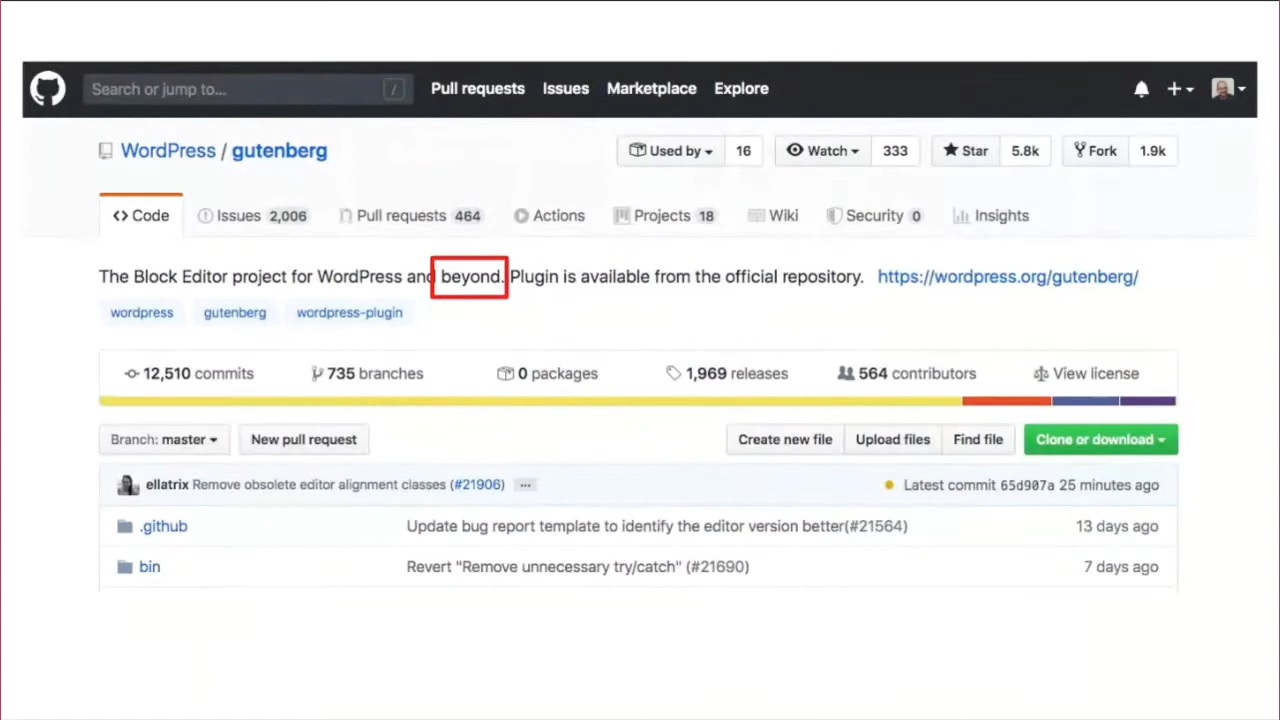 Search or jump to... / Pull requests Issues Marketplace Explore
WordPress / gutenberg Used by 16 Watch 333 Star 5.8k Fork 1.9k
Code Issues 2,006 Pull requests 464 Actions Projects 18 Wiki Security 0 Insights
The Block Editor project for WordPress and beyond. Plugin is available from the official repository. https://wordpress.org/gutenberg/
wordpress gutenberg wordpress-plugin
12,510 commits 735 branches 0 packages 1,969 releases 564 contributors View license
Branch: master New pull request Create new file Upload files Find file Clone or download
ellatrix Remove obsolete editor alignment classes (#21906) ... Latest commit 65d907a 25 minutes ago
.github Update bug report template to identify the editor version better(#21564) 13 days ago
bin Revert "Remove unnecessary try/catch" (#21690) 7 days ago